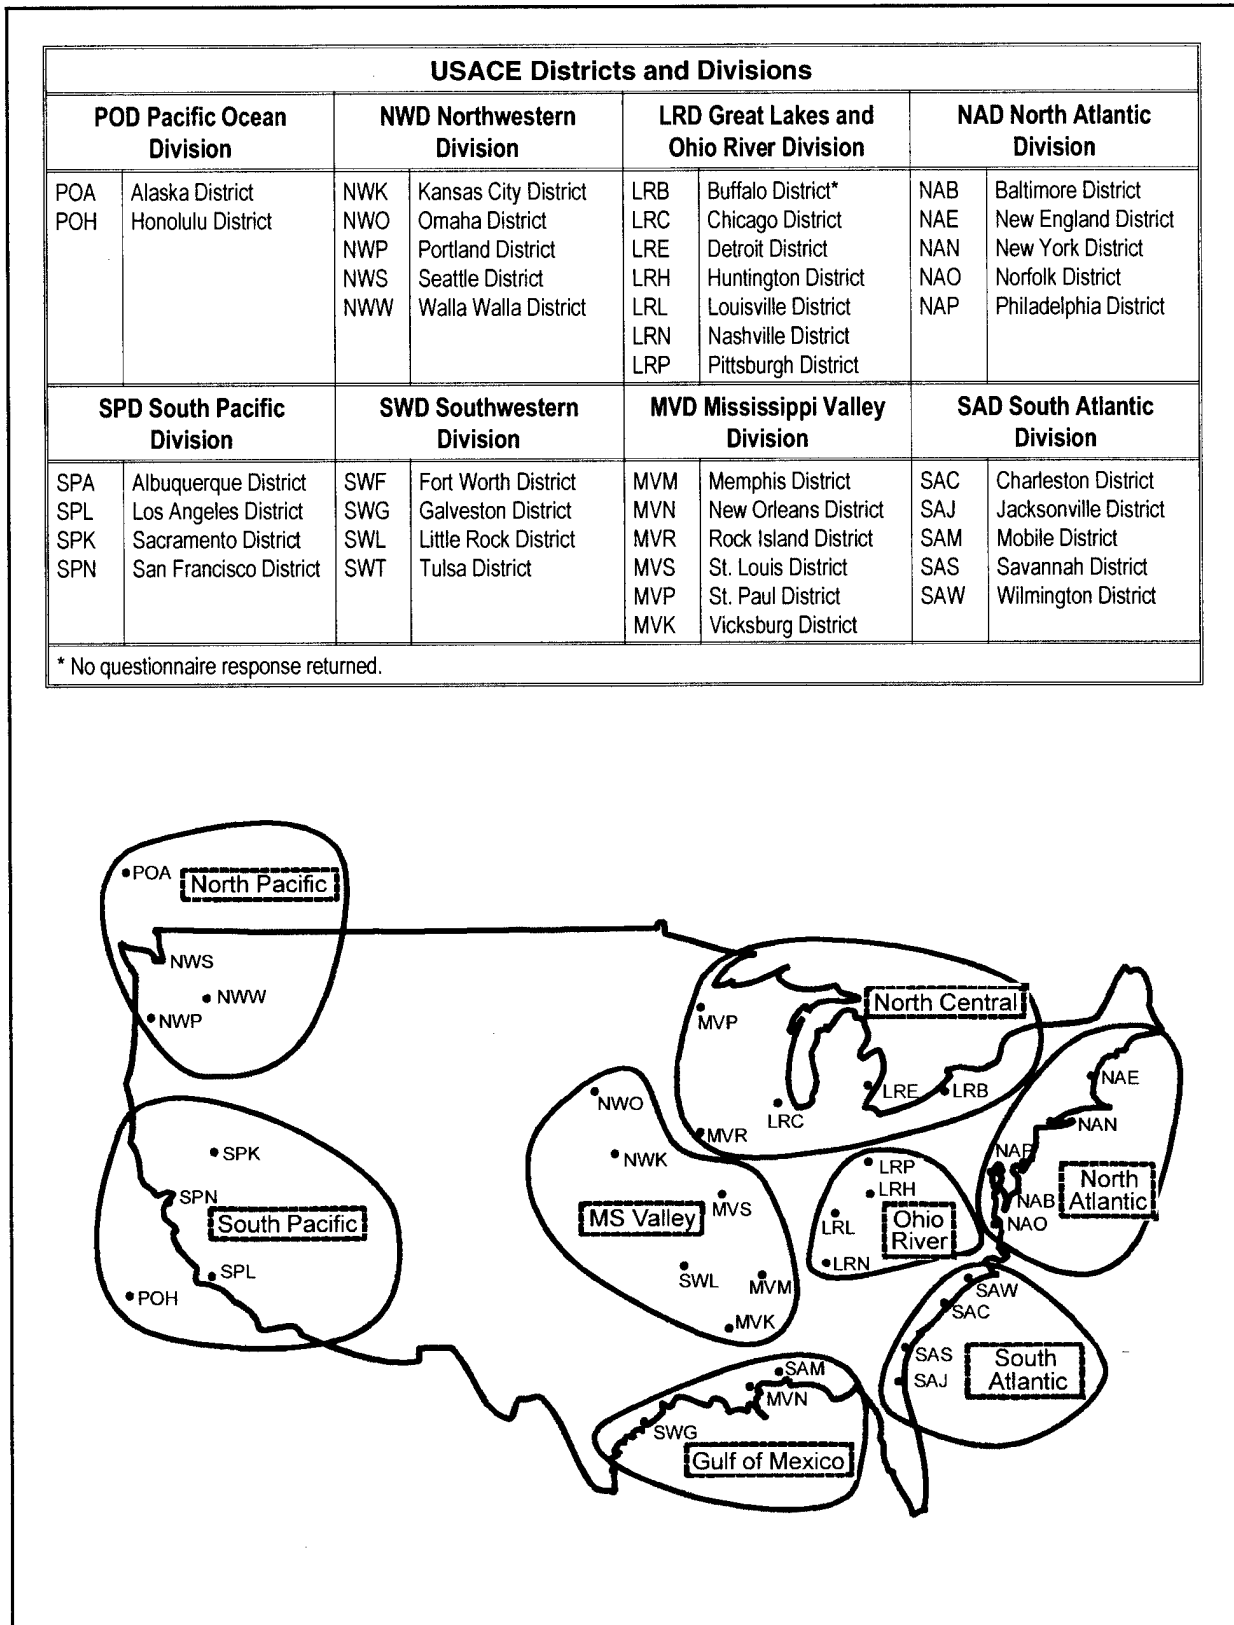 USACE Districts and Divisions
POD Pacific Ocean Division
NWD Northwestern Division
LRD Great Lakes and Ohio River Division
NAD North Atlantic Division
POA Alaska District
POH Honolulu District
NWK Kansas City District
NWO Omaha District
NWP Portland District
NWS Seattle District
NWW Walla Walla District
LRB Buffalo District*
LRC Chicago District
LRE Detroit District
LRH Huntington District
LRL Louisville District
LRN Nashville District
LRP Pittsburgh District
NAB Baltimore District
NAE New England District
NAN New York District
NAO Norfolk District
NAP Philadelphia District
SPD South Pacific Division
SWD Southwestern Division
MVD Mississippi Valley Division
SAD South Atlantic Division
SPA Albuquerque District
SPL Los Angeles District
SPK Sacramento District
SPN San Francisco District
SWF Fort Worth District
SWG Galveston District
SWL Little Rock District
SWT Tulsa District
MVM Memphis District
MVN New Orleans District
MVR Rock Island District
MVS St. Louis District
MVP St. Paul District
MVK Vicksburg District
SAC Charleston District
SAJ Jacksonville District
SAM Mobile District
SAS Savannah District
SAW Wilmington District
* No questionnaire response returned.
POA
North Pacific
NWS
NWW
NWP
North Central
MVP
LRE
LRB
LRC
MVR
NAE
NAN
NAP
NAB
NAO
North
Atlantic
NWO
NWK
MVS
MS Valley
SWL
MVM
MVK
LRP
LRH
LRL
LRN
Ohio
River
SPK
SPN
South Pacific
SPL
POH
SAW
SAC
SAS
SAJ
South
Atlantic
SAM
MVN
SWG
Gulf of Mexico